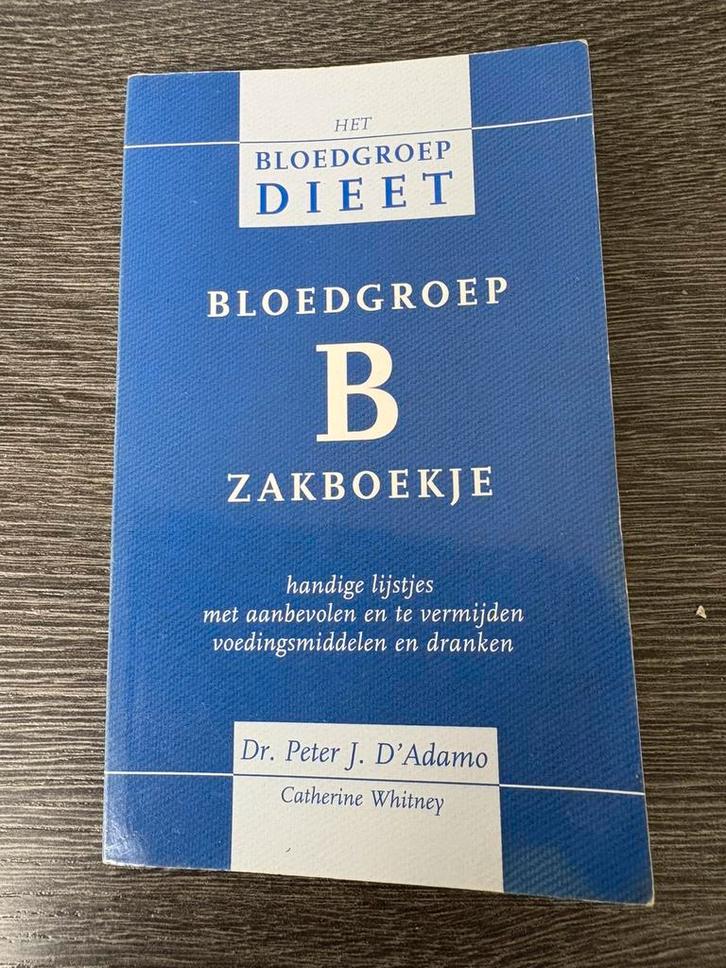 HET
BLOEDGROEP
DIEET
BLOEDGROEP
B
ZAKBOEKJE
handige lijstjes
met aanbevolen en te vermijden
voedingsmiddelen en dranken
Dr. Peter J. D'Adamo
Catherine Whitney